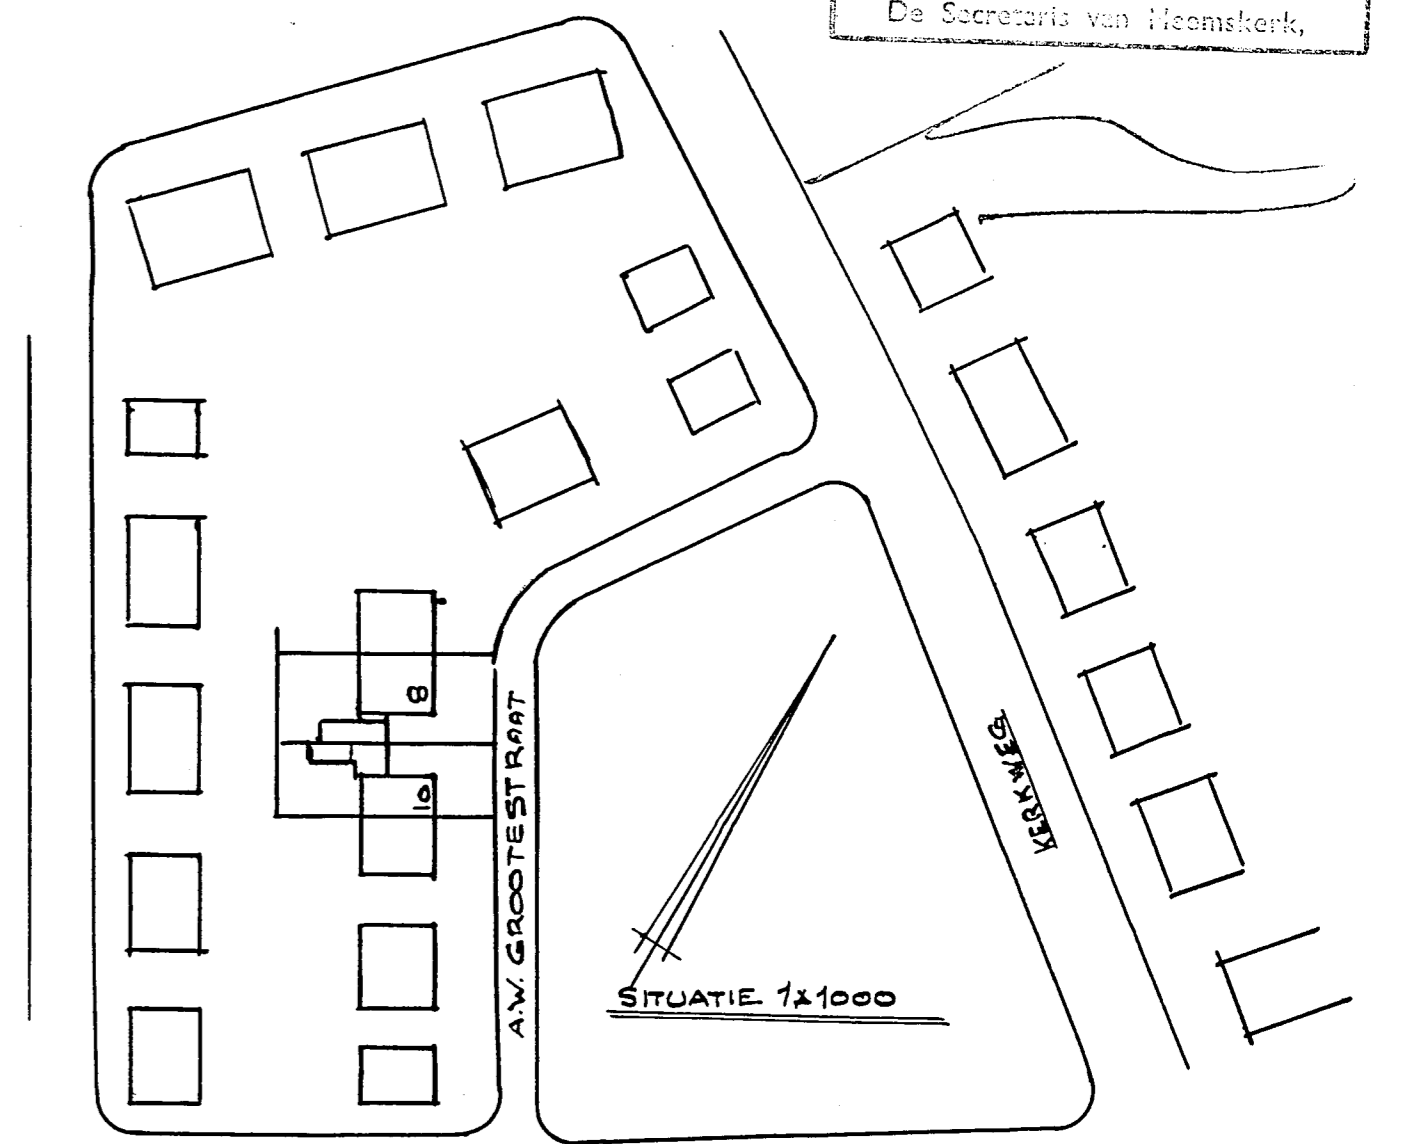 De Secretaris van Heemskerk,
8
10
A.W. GROOTESTRAAT
KERKWEG
SITUATIE 1x1000